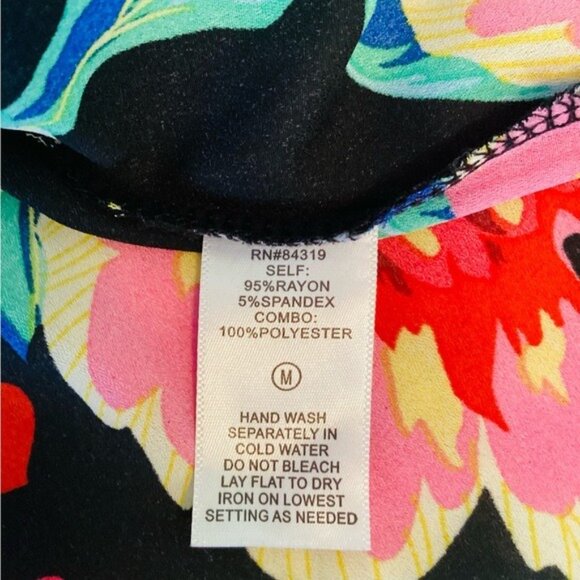 RN#84319
SELF:
95%RAYON
5%SPANDEX
COMBO:
100%POLYESTER
M
HAND WASH
SEPARATELY IN
COLD WATER
DO NOT BLEACH
LAY FLAT TO DRY
IRON ON LOWEST
SETTING AS NEEDED